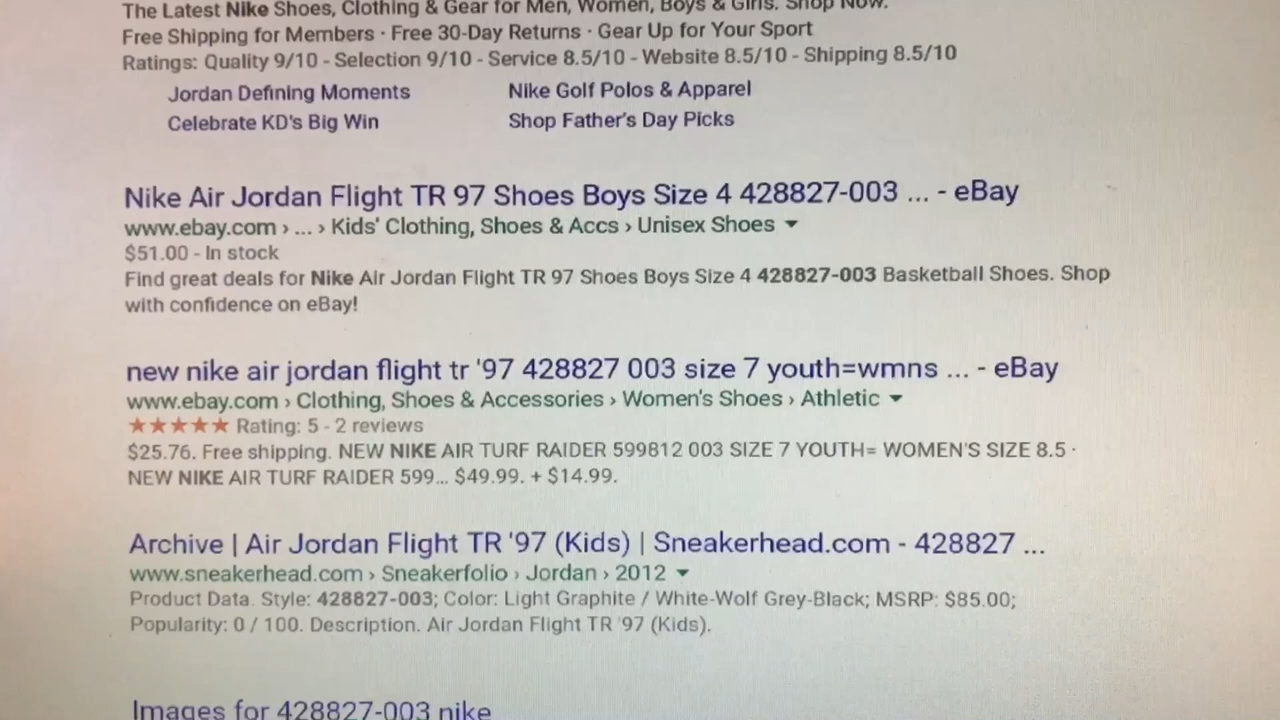 The Latest Nike Shoes, Clothing & Gear for Men, Women, Boys & Girls. Shop Now.
Free Shipping for Members · Free 30-Day Returns · Gear Up for Your Sport
Ratings: Quality 9/10 - Selection 9/10 - Service 8.5/10 - Website 8.5/10 - Shipping 8.5/10
Jordan Defining Moments Nike Golf Polos & Apparel
Celebrate KD's Big Win Shop Father's Day Picks
Nike Air Jordan Flight TR 97 Shoes Boys Size 4 428827-003 ... - eBay
www.ebay.com › ... › Kids' Clothing, Shoes & Accs › Unisex Shoes ▼
$51.00 - In stock
Find great deals for Nike Air Jordan Flight TR 97 Shoes Boys Size 4 428827-003 Basketball Shoes. Shop
with confidence on eBay!
new nike air jordan flight tr '97 428827 003 size 7 youth=wmns ... - eBay
www.ebay.com › Clothing, Shoes & Accessories › Women's Shoes › Athletic ▼
★★★★★ Rating: 5 - 2 reviews
$25.76. Free shipping. NEW NIKE AIR TURF RAIDER 599812 003 SIZE 7 YOUTH= WOMEN'S SIZE 8.5 ·
NEW NIKE AIR TURF RAIDER 599... $49.99. + $14.99.
Archive | Air Jordan Flight TR '97 (Kids) | Sneakerhead.com - 428827 ...
www.sneakerhead.com › Sneakerfolio › Jordan › 2012 ▼
Product Data. Style: 428827-003; Color: Light Graphite / White-Wolf Grey-Black; MSRP: $85.00;
Popularity: 0 / 100. Description. Air Jordan Flight TR '97 (Kids).
Images for 428827-003 nike